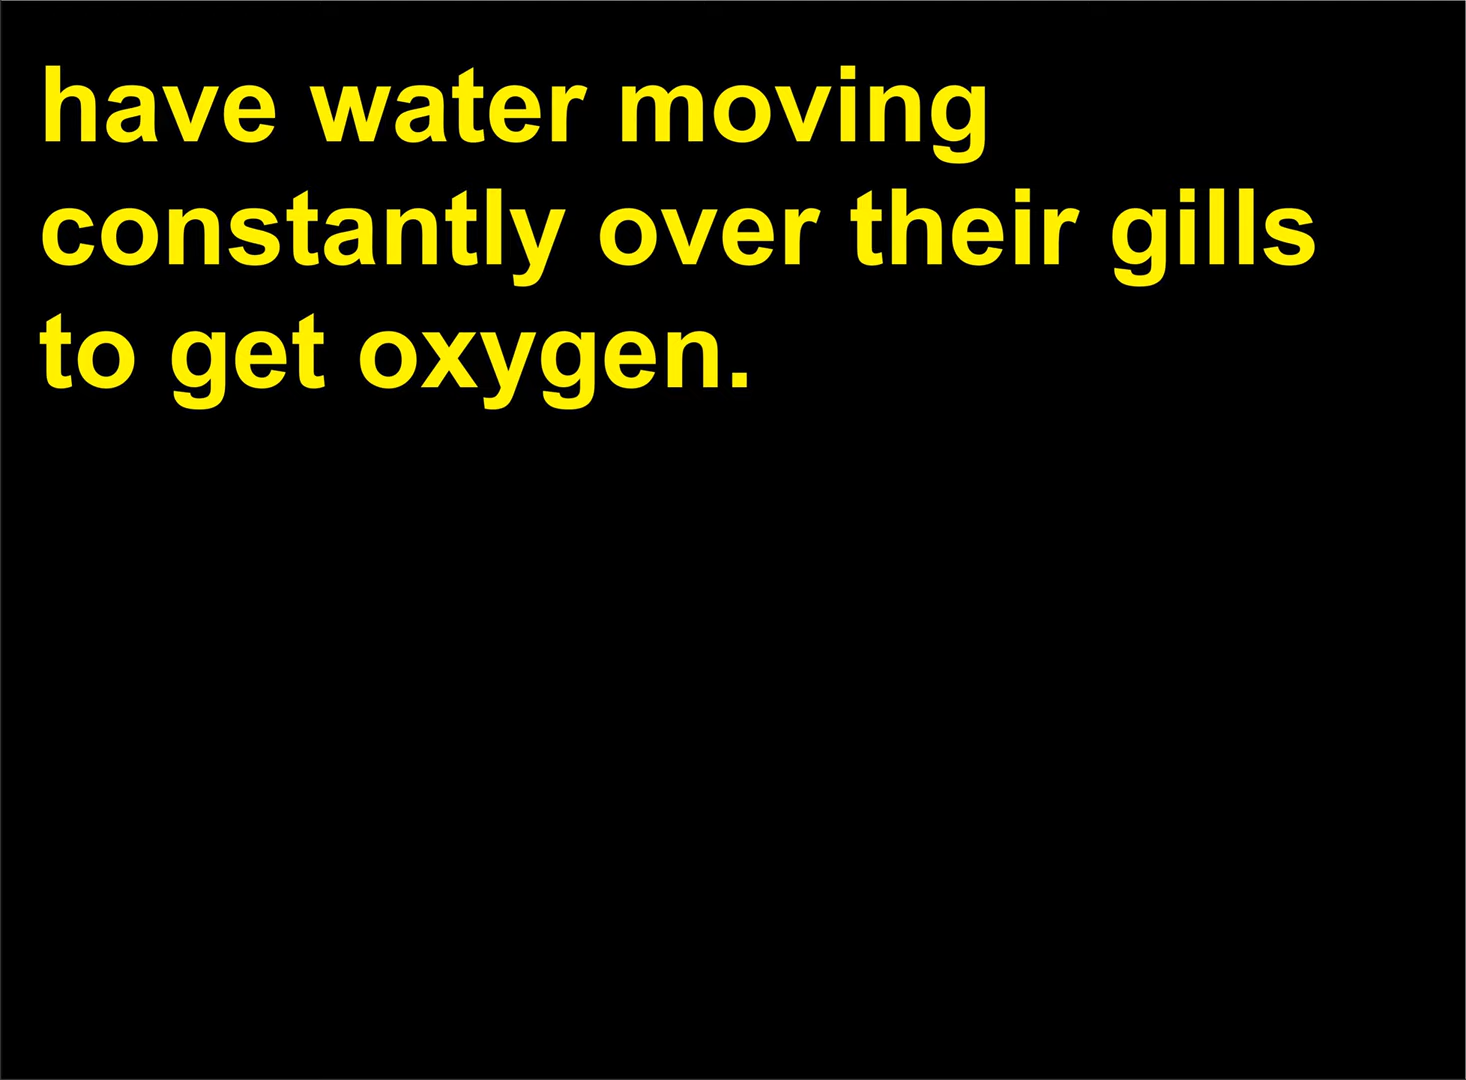 have water moving
constantly over their gills
to get oxygen.